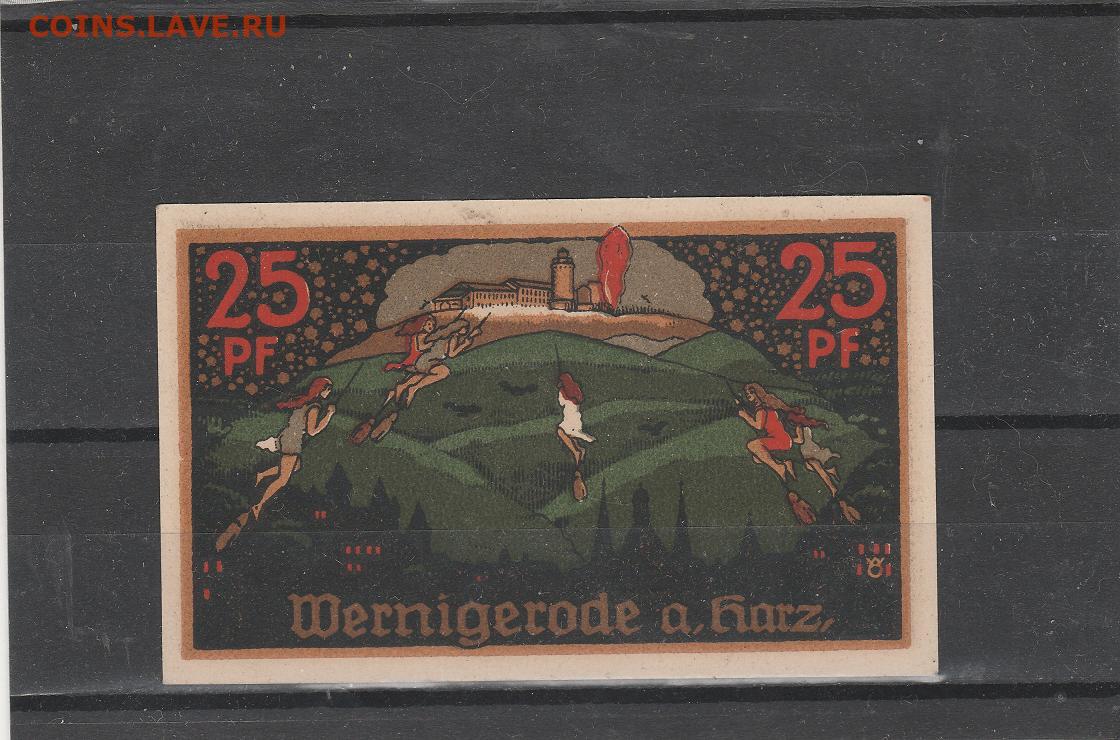 COINS.LAVE.RU
25 25
PF PF
Wernigerode a. Harz.